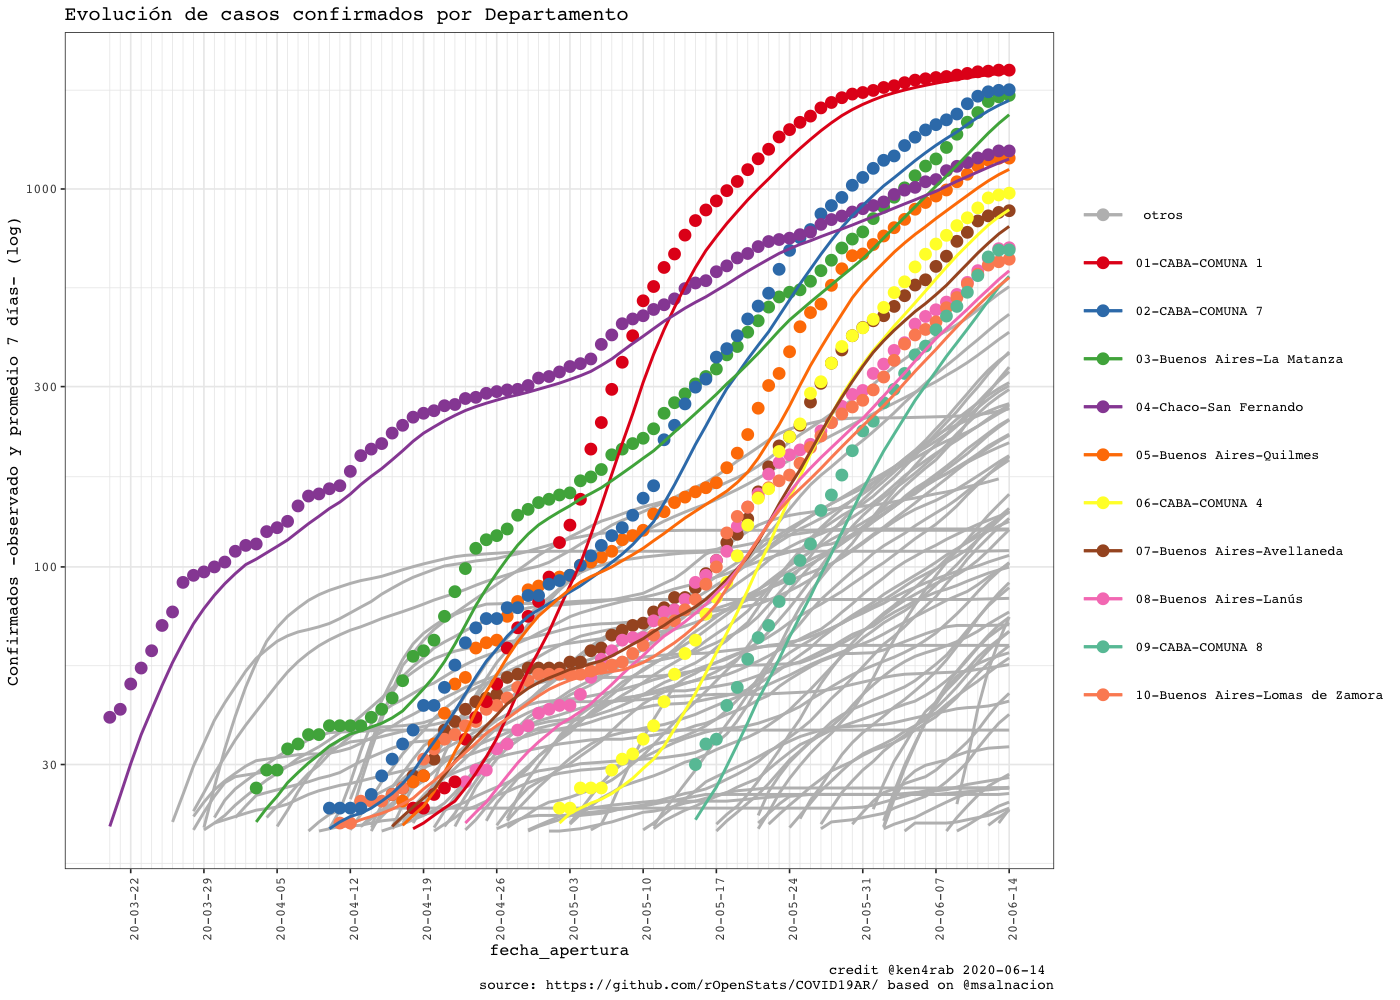 Evolución de casos confirmados por Departamento
Confirmados -observado y promedio 7 días- (log)
1000
300
100
30
20-03-22
20-03-29
20-04-05
20-04-12
20-04-19
20-04-26
20-05-03
20-05-10
20-05-17
20-05-24
20-05-31
20-06-07
20-06-14
fecha_apertura
otros
01-CABA-COMUNA 1
02-CABA-COMUNA 7
03-Buenos Aires-La Matanza
04-Chaco-San Fernando
05-Buenos Aires-Quilmes
06-CABA-COMUNA 4
07-Buenos Aires-Avellaneda
08-Buenos Aires-Lanús
09-CABA-COMUNA 8
10-Buenos Aires-Lomas de Zamora
credit @ken4rab 2020-06-14
source: https://github.com/rOpenStats/COVID19AR/ based on @msalnacion